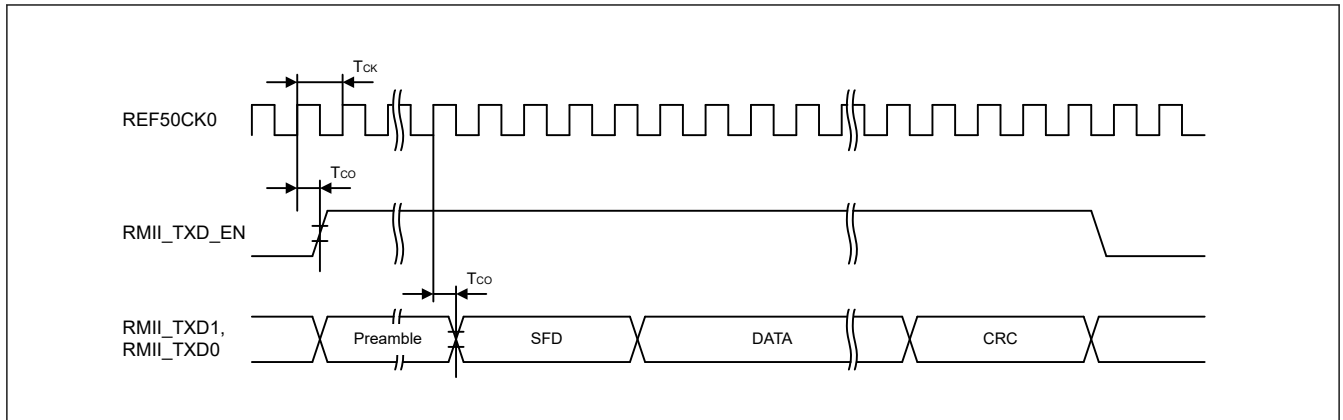 TCK
REF50CK0
TCO
RMII_TXD_EN
TCO
RMII_TXD1,
RMII_TXD0
Preamble
SFD
DATA
CRC